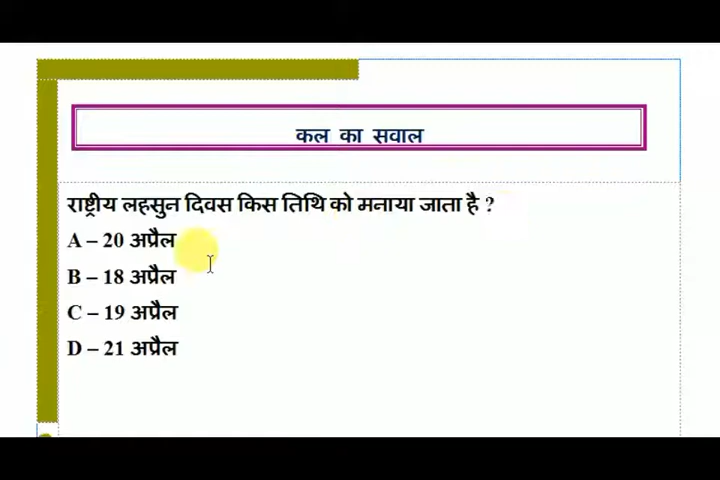 कल का सवाल
राष्ट्रीय लहसुन दिवस किस तिथि को मनाया जाता है ?
A – 20 अप्रैल
B – 18 अप्रैल
C – 19 अप्रैल
D – 21 अप्रैल